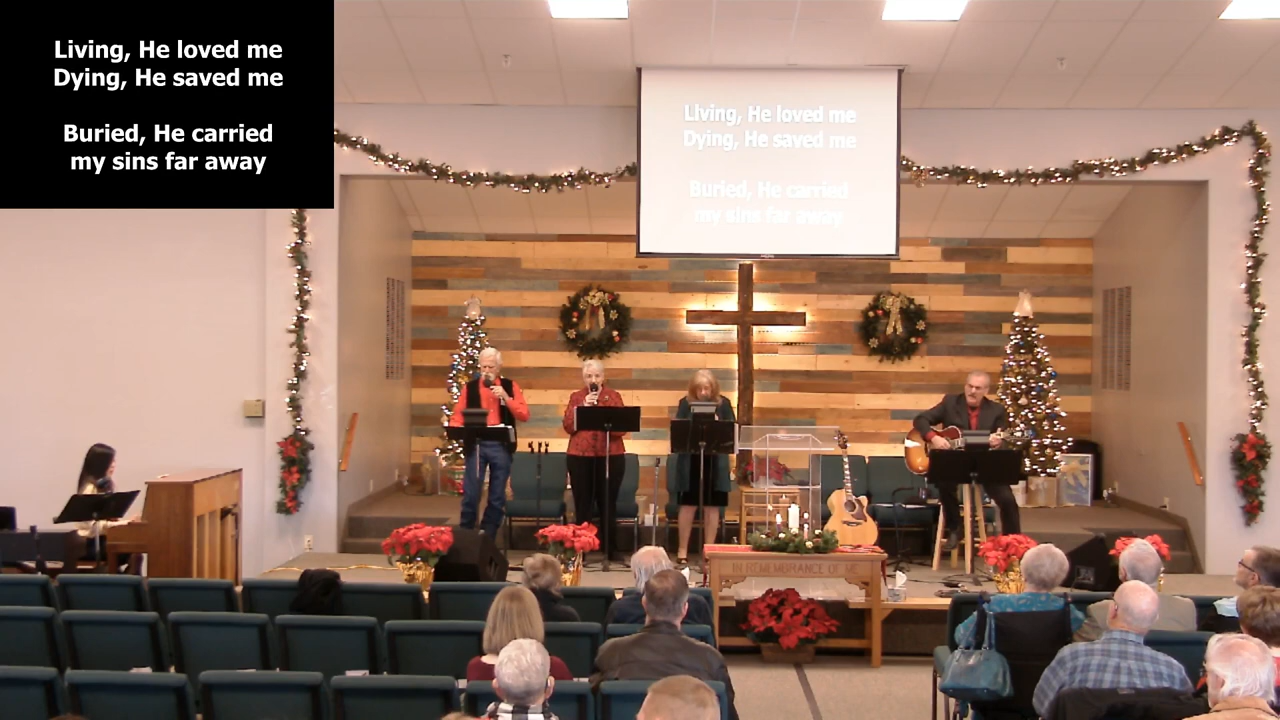 Living, He loved me
Dying, He saved me
Buried, He carried
my sins far away
Living, He loved me
Dying, He saved me
Buried, He carried
my sins far away
IN REMEMBRANCE OF ME